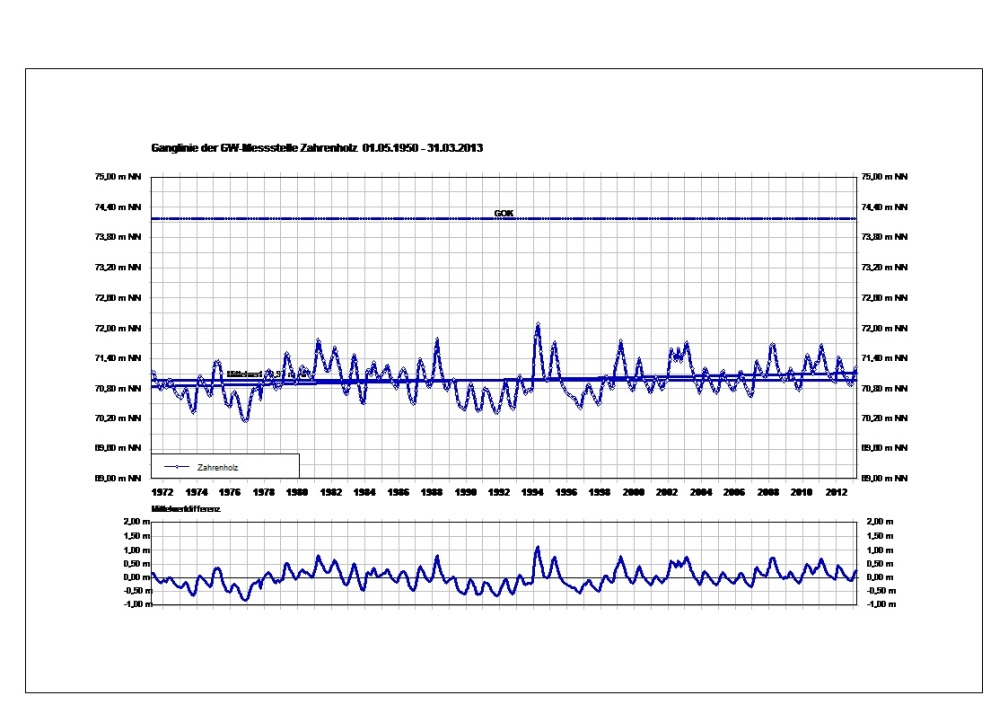 Ganglinie der GW-Messstelle Zahrenholz 01.05.1950 - 31.03.2013
75,00 m NN 75,00 m NN
GOK
74,40 m NN 74,40 m NN
73,80 m NN 73,80 m NN
73,20 m NN 73,20 m NN
72,60 m NN 72,60 m NN
72,00 m NN 72,00 m NN
71,40 m NN 71,40 m NN
Mittelwert
70,80 m NN 70,80 m NN
70,20 m NN 70,20 m NN
69,60 m NN 69,60 m NN
Zahrenholz
69,00 m NN 69,00 m NN
1972 1974 1976 1978 1980 1982 1984 1986 1988 1990 1992 1994 1996 1998 2000 2002 2004 2006 2008 2010 2012
Mittelwertdifferenz
2,00 m 2,00 m
1,50 m 1,50 m
1,00 m 1,00 m
0,50 m 0,50 m
0,00 m 0,00 m
-0,50 m -0,50 m
-1,00 m -1,00 m